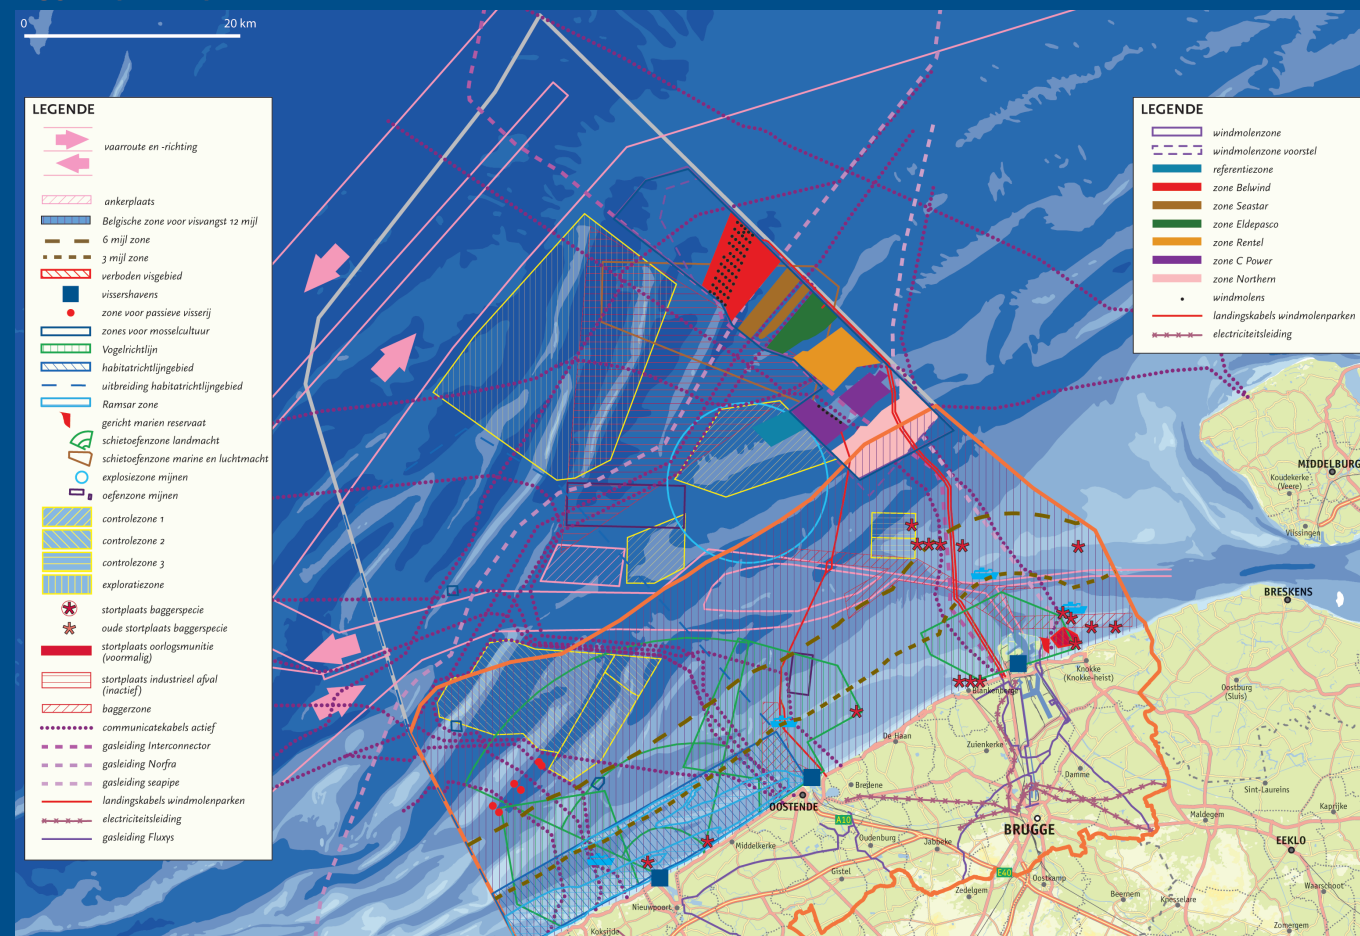 0 20 km
LEGENDE
vaarroute en -richting
ankerplaats
Belgische zone voor visvangst 12 mijl
6 mijl zone
3 mijl zone
verboden visgebied
vissershavens
zone voor passieve visserij
zones voor mosselcultuur
Vogelrichtlijn
habitatrichtlijngebied
uitbreiding habitatrichtlijngebied
Ramsar zone
gericht marien reservaat
schietoefenzone landmacht
schietoefenzone marine en luchtmacht
explosiezone mijnen
oefenzone mijnen
controlezone 1
controlezone 2
controlezone 3
exploratiezone
stortplaats baggerspecie
oude stortplaats baggerspecie
stortplaats oorlogsmunitie
(voormalig)
stortplaats industrieel afval
(inactief)
baggerzone
communicatekabels actief
gasleiding Interconnector
gasleiding Norfra
gasleiding seapipe
landingskabels windmolenparken
electriciteitsleiding
gasleiding Fluxys
LEGENDE
windmolenzone
windmolenzone voorstel
referentiezone
zone Belwind
zone Seastar
zone Eldepasco
zone Rentel
zone C Power
zone Northern
windmolens
landingskabels windmolenparken
electriciteitsleiding
MIDDELBURG
Koudekerke
(Veere)
Vlissingen
BRESKENS
Knokke
(Knokke-heist)
Blankenberge
Oostburg
(Sluis)
De Haan
Zuienkerke
Damme
Bredene
OOSTENDE
Sint-Laureins
Kaprijke
Maldegem
A10
Oudenburg
Jabbeke
BRUGGE
Middelkerke
EEKLO
Gistel
E40
Oostkamp
Zedelgem
Beernem
Knesselare
Waarschoot
Nieuwpoort
Zomergem
Koksijde